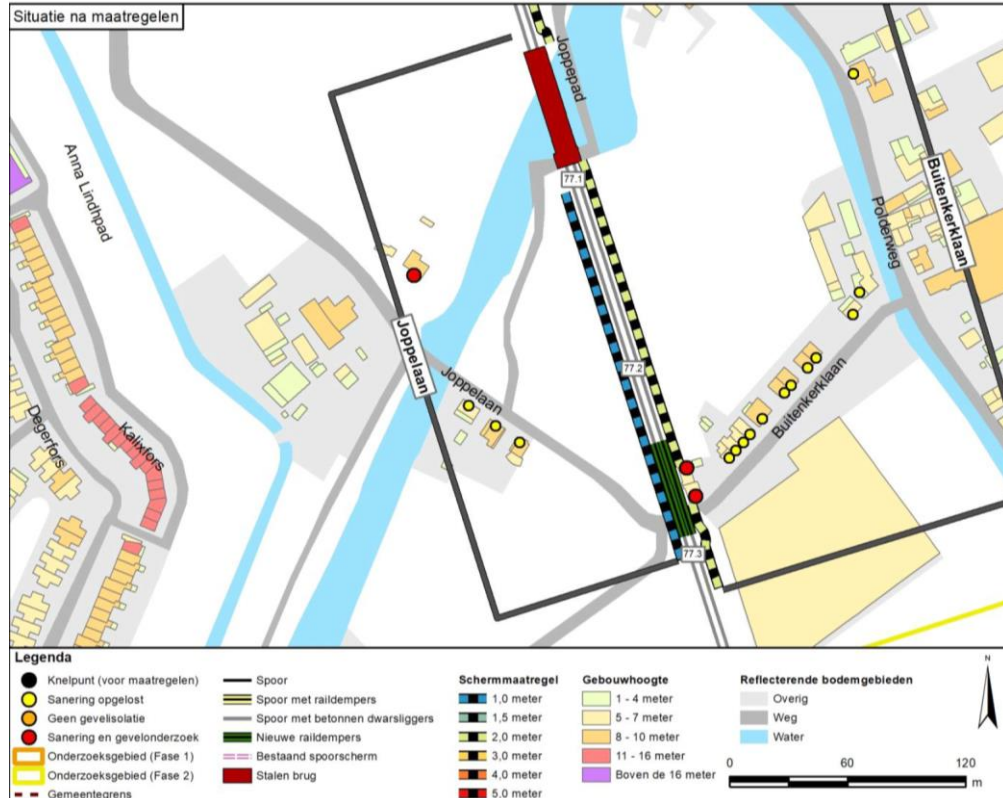 Situatie na maatregelen
Joppepad
Anna Lindhpad
77.1
Buitenkerklaan
Polderweg
Joppelaan
Joppelaan
77.2
Buitenkerklaan
Degerfors
Kalixfors
77.3
Legenda
Knelpunt (voor maatregelen)
Sanering opgelost
Geen gevelisolatie
Sanering en gevelonderzoek
Onderzoeksgebied (Fase 1)
Onderzoeksgebied (Fase 2)
Gemeentegrens
Spoor
Spoor met raildempers
Spoor met betonnen dwarsliggers
Nieuwe raildempers
Bestaand spoorscherm
Stalen brug
Schermmaatregel
1,0 meter
1,5 meter
2,0 meter
3,0 meter
4,0 meter
5,0 meter
Gebouwhoogte
1 - 4 meter
5 - 7 meter
8 - 10 meter
11 - 16 meter
Boven de 16 meter
Reflecterende bodemgebieden
Overig
Weg
Water
N
0 60 120
m